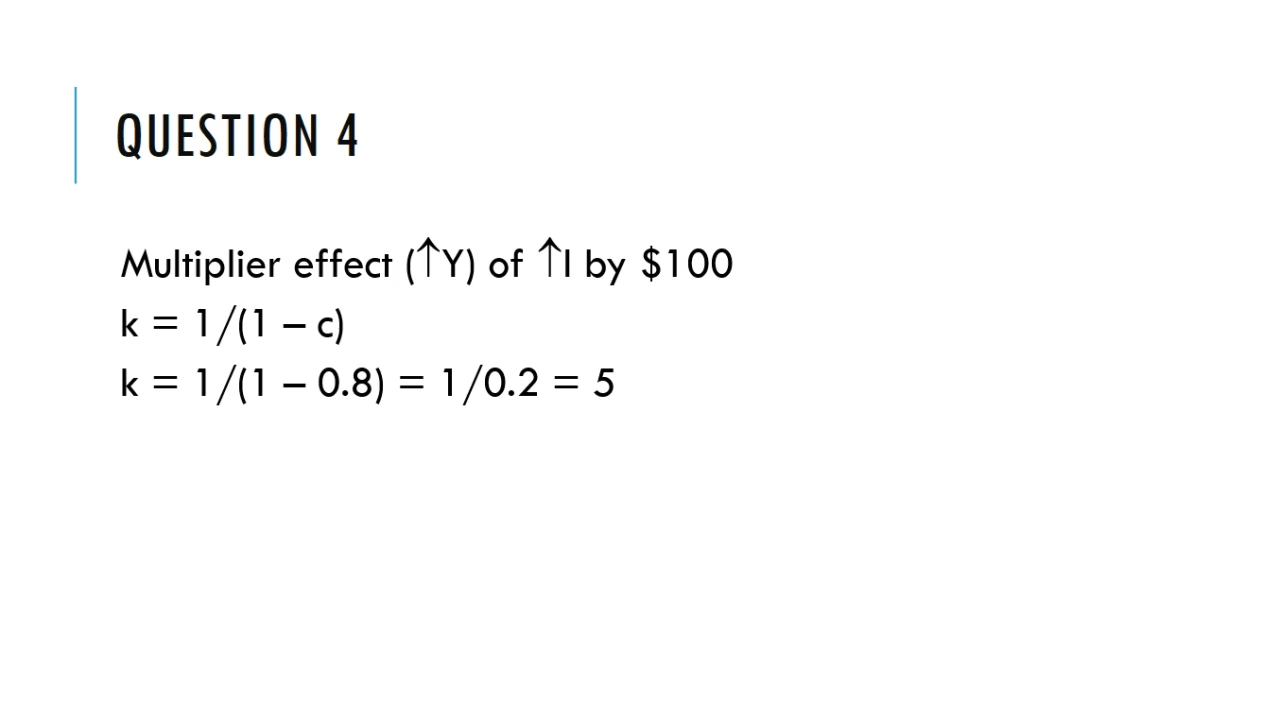 QUESTION 4
Multiplier effect (↑Y) of ↑I by $100
k = 1/(1 – c)
k = 1/(1 – 0.8) = 1/0.2 = 5